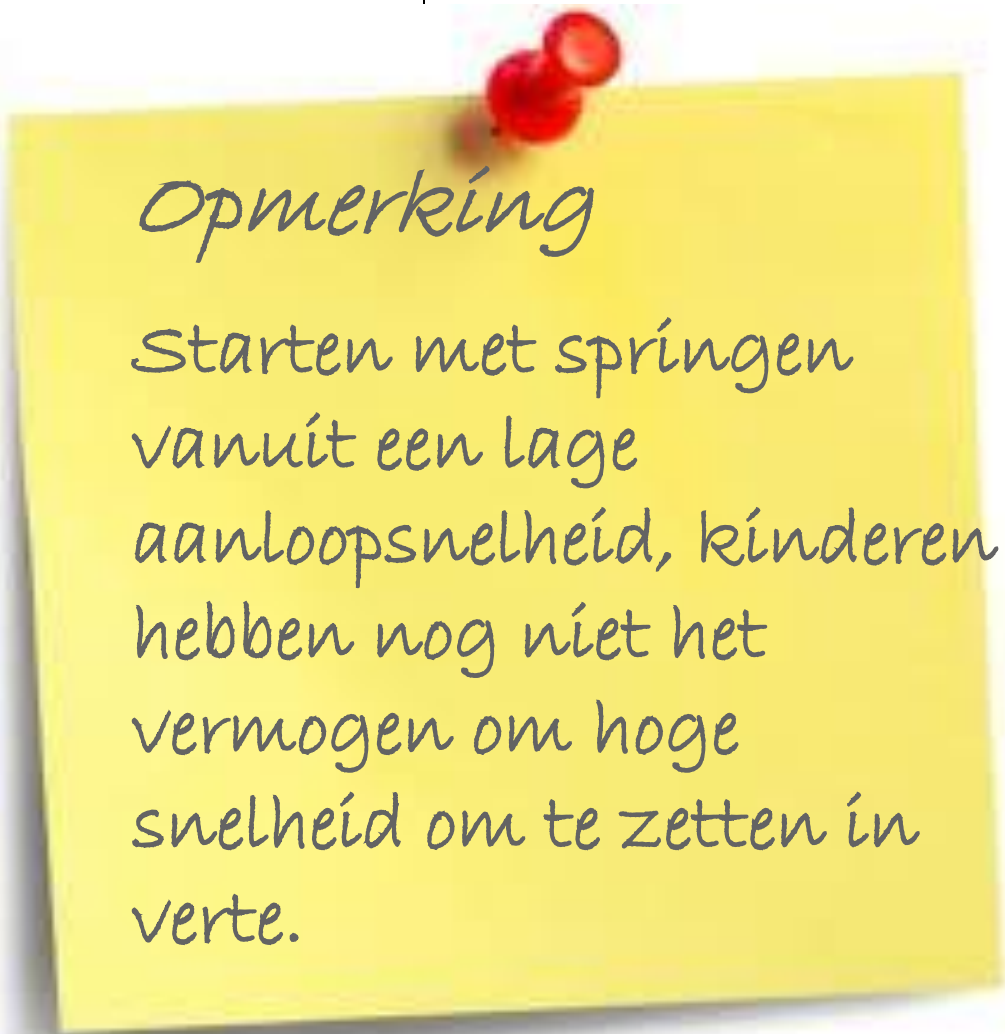 Opmerking
Starten met springen
vanuit een lage
aanloopsnelheid, kinderen
hebben nog niet het
vermogen om hoge
snelheid om te zetten in
verte.